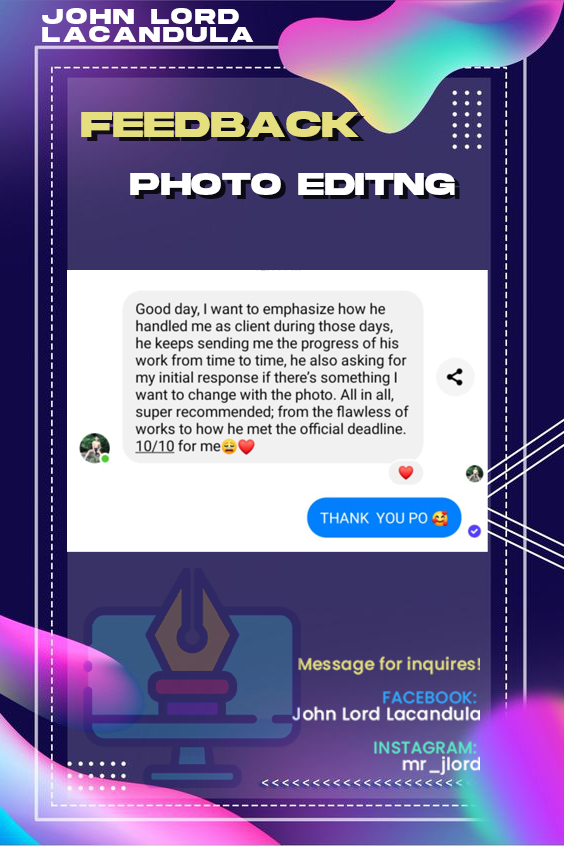 JOHN LORD
LACANDULA
FEEDBACK
PHOTO EDITNG
Good day, I want to emphasize how he
handled me as client during those days,
he keeps sending me the progress of his
work from time to time, he also asking for
my initial response if there's something I
want to change with the photo. All in all,
super recommended; from the flawless of
works to how he met the official deadline.
10/10 for me😩❤️
❤️
THANK  YOU PO 🥰
Message for inquires!
FACEBOOK:
John Lord Lacandula
INSTAGRAM:
mr_jlord
<<<<<<<<<<<<<<<<<<<<<<